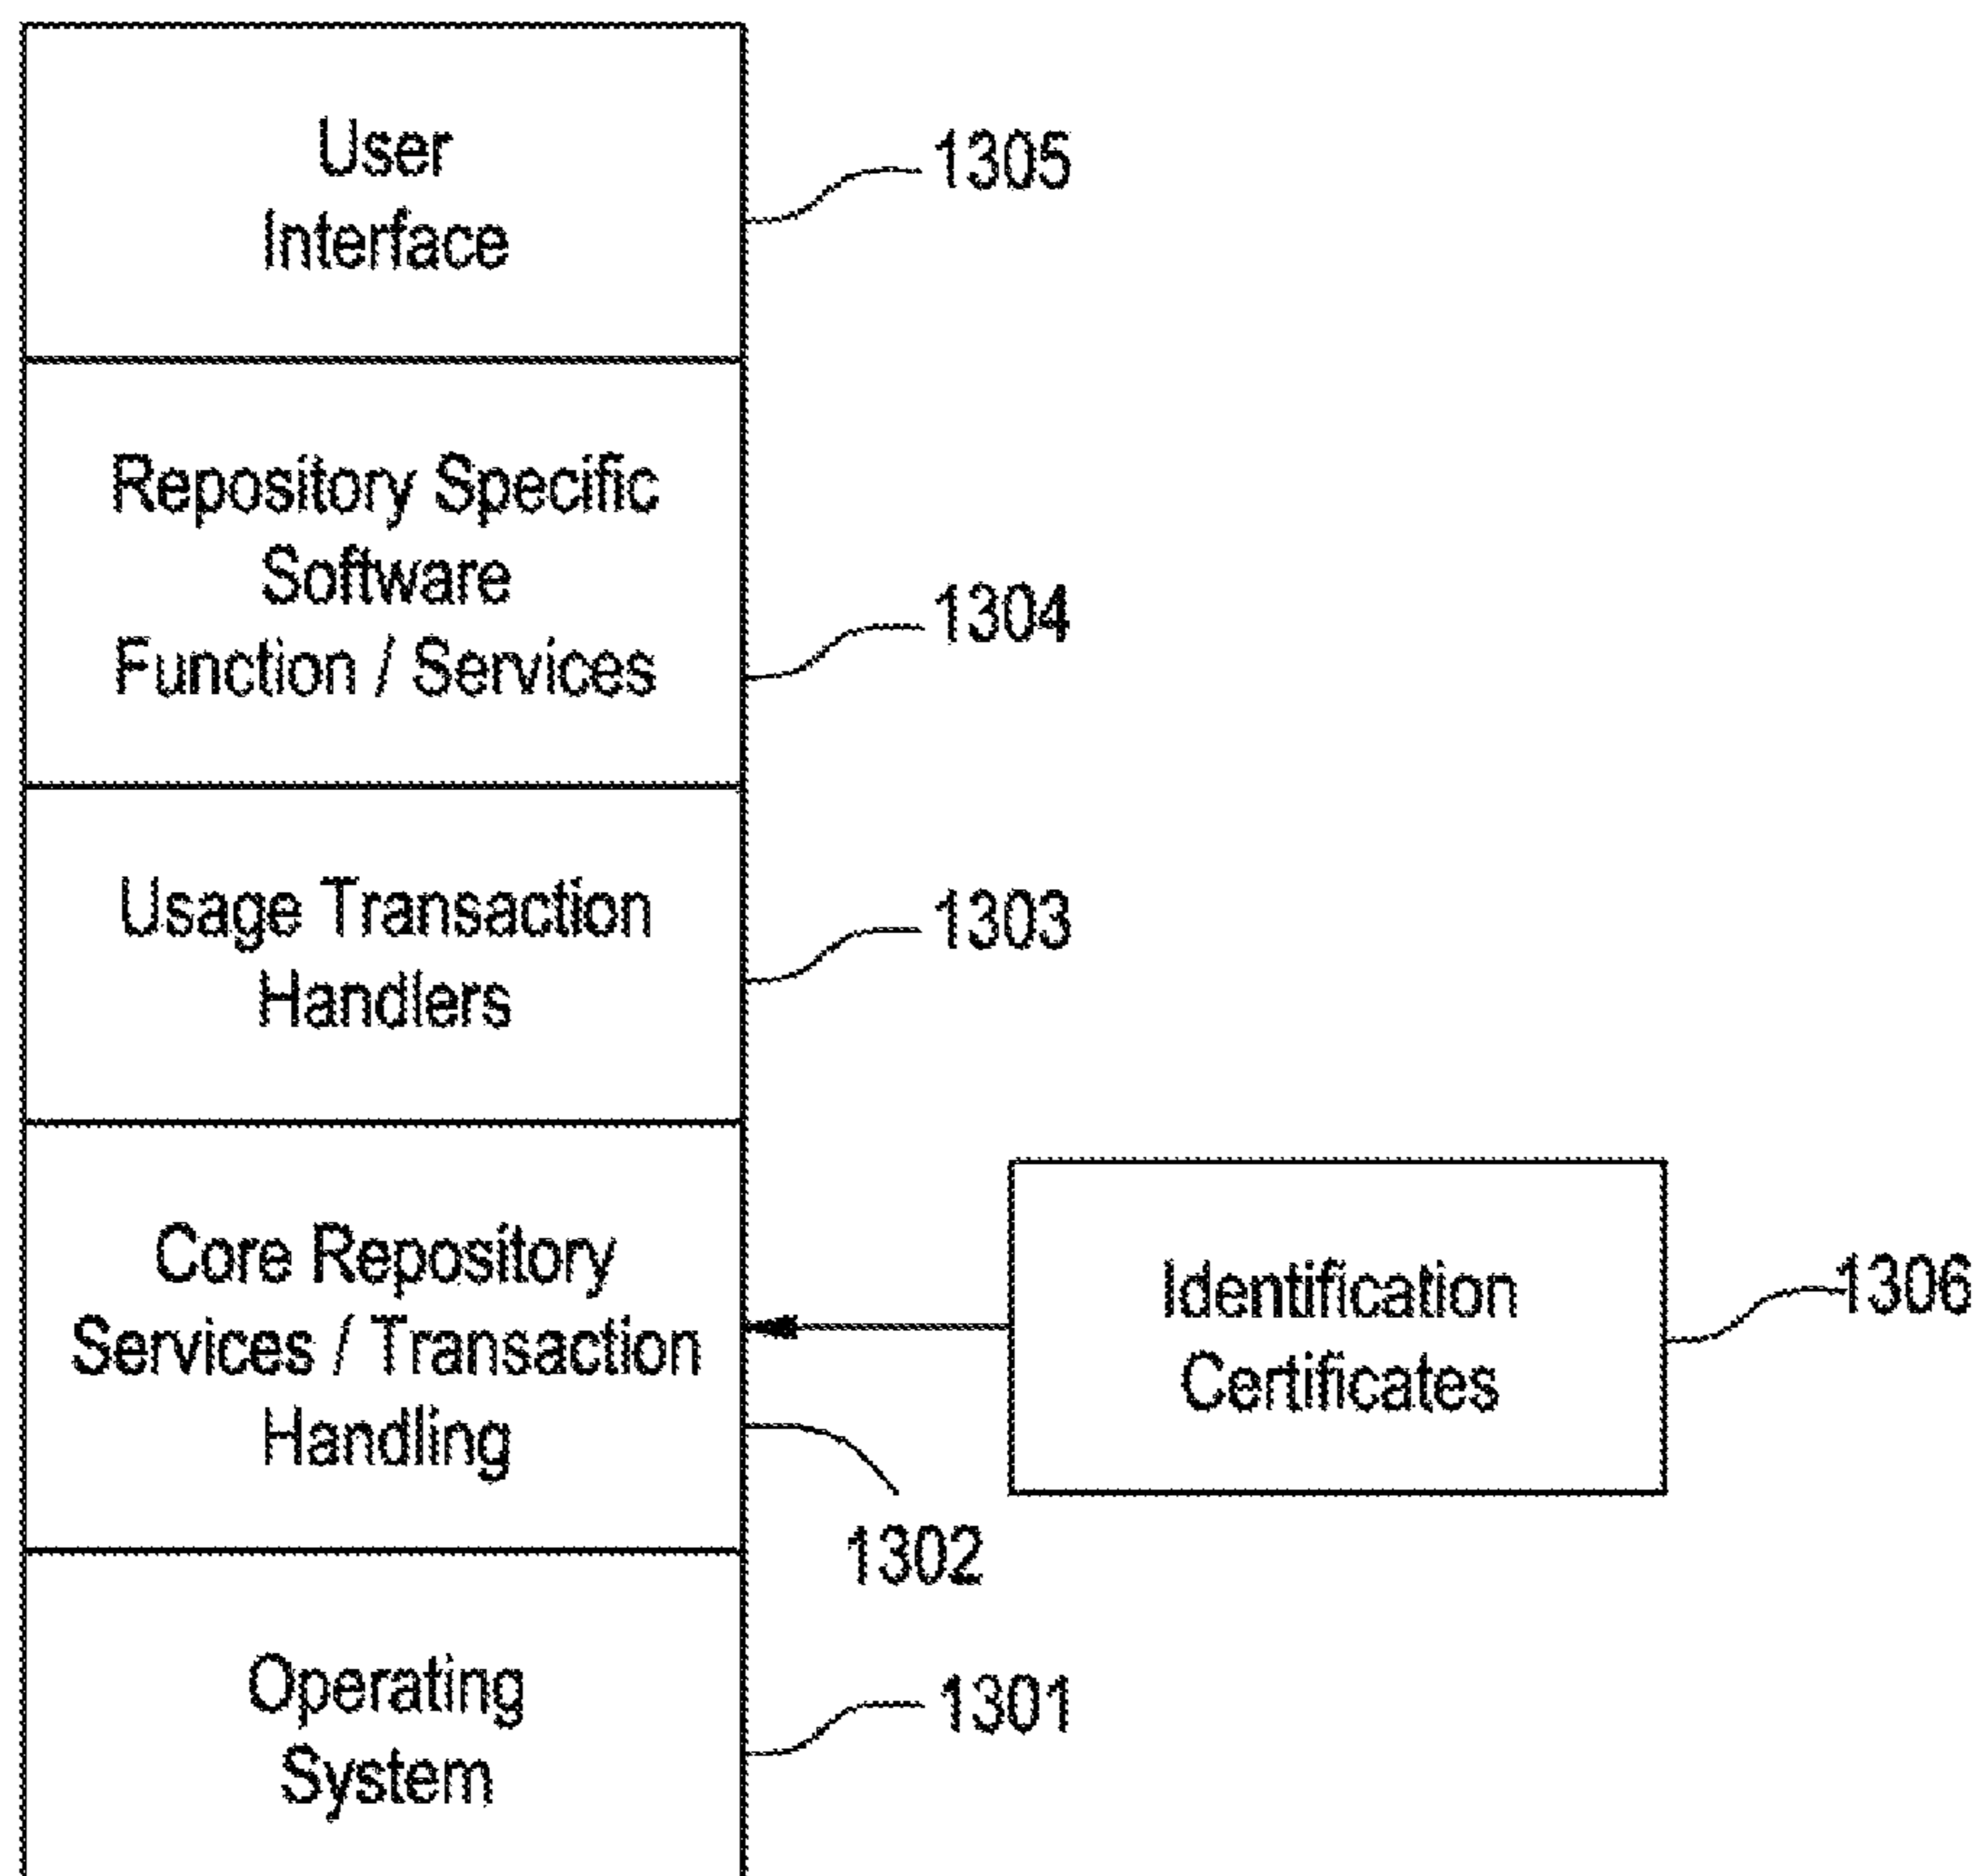 User
Interface
1305
Repository Specific
Software
Function / Services
1304
Usage Transaction
Handlers
1303
Core Repository
Services / Transaction
Handling
1302
Identification
Certificates
1306
Operating
System
1301